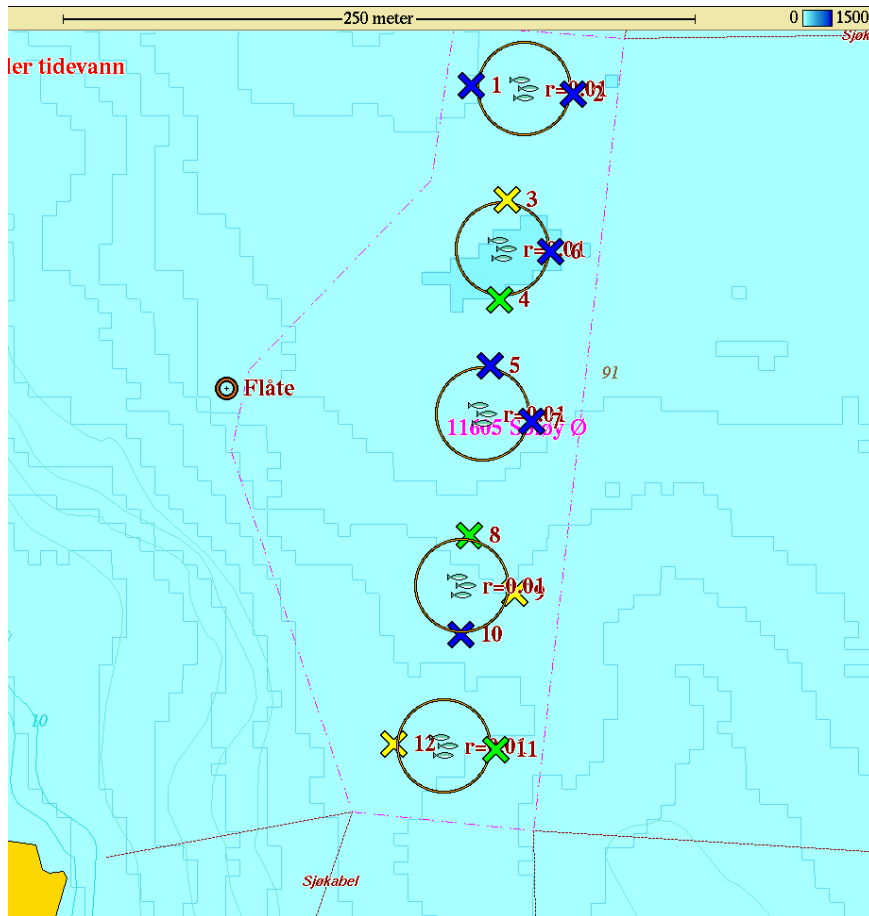 250 meter
0 1500
Sjøk
ler tidevann
1 r=0.01 2
3
r=0.01 6
4
5
91
Flåte
r=0.01 7
11605 Ø
8
r=0.01 9
10
10
12 r=0.01 11
Sjøkabel